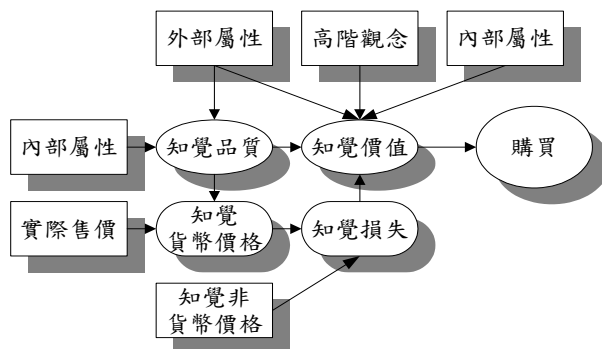 外部屬性
高階觀念
內部屬性
內部屬性
知覺品質
知覺價值
購買
實際售價
知覺
貨幣價格
知覺損失
知覺非
貨幣價格